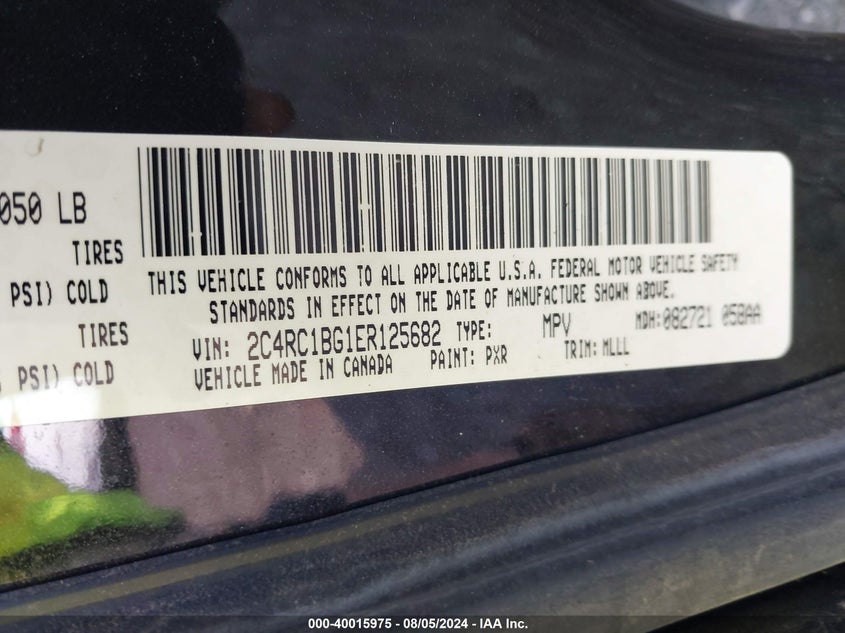 050 LB
TIRES
PSI) COLD
TIRES
PSI) COLD
THIS VEHICLE CONFORMS TO ALL APPLICABLE U.S.A. FEDERAL MOTOR VEHICLE SAFETY
STANDARDS IN EFFECT ON THE DATE OF MANUFACTURE SHOWN ABOVE.
VIN: 2C4RC1BG1ER125682 TYPE: MPV MDH:082721 058AA
VEHICLE MADE IN CANADA PAINT: PXR TRIM: MLLL
000-40015975 - 08/05/2024 - IAA Inc.